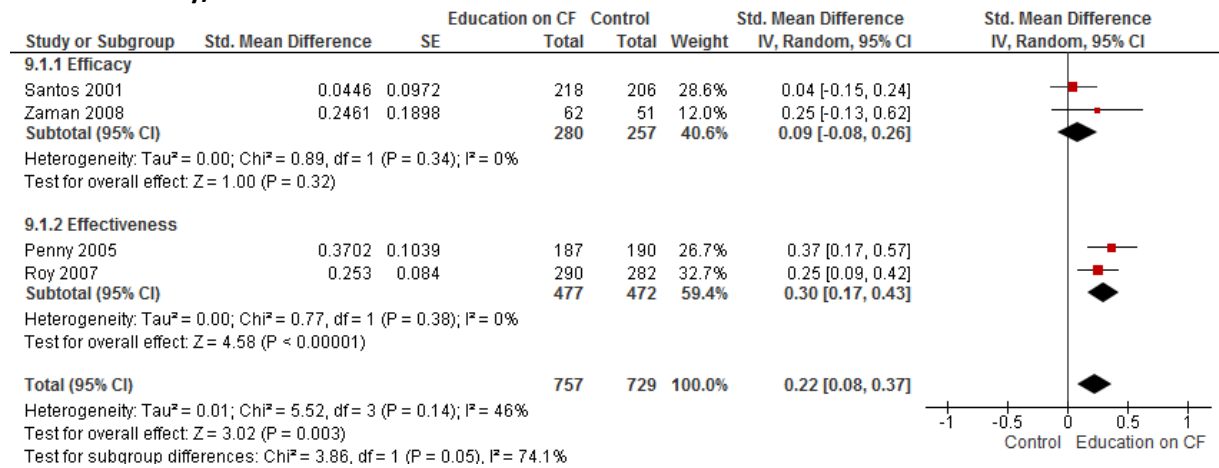 Education on CF Control Std. Mean Difference Std. Mean Difference
Study or Subgroup Std. Mean Difference SE Total Total Weight IV, Random, 95% CI IV, Random, 95% CI
9.1.1 Efficacy
Santos 2001 0.0446 0.0972 218 206 28.6% 0.04 [-0.15, 0.24]
Zaman 2008 0.2461 0.1898 62 51 12.0% 0.25 [-0.13, 0.62]
Subtotal (95% CI) 280 257 40.6% 0.09 [-0.08, 0.26]
Heterogeneity: Tau² = 0.00; Chi² = 0.89, df = 1 (P = 0.34); I² = 0%
Test for overall effect: Z = 1.00 (P = 0.32)
9.1.2 Effectiveness
Penny 2005 0.3702 0.1039 187 190 26.7% 0.37 [0.17, 0.57]
Roy 2007 0.253 0.084 290 282 32.7% 0.25 [0.09, 0.42]
Subtotal (95% CI) 477 472 59.4% 0.30 [0.17, 0.43]
Heterogeneity: Tau² = 0.00; Chi² = 0.77, df = 1 (P = 0.38); I² = 0%
Test for overall effect: Z = 4.58 (P < 0.00001)
Total (95% CI) 757 729 100.0% 0.22 [0.08, 0.37]
Heterogeneity: Tau² = 0.01; Chi² = 5.52, df = 3 (P = 0.14); I² = 46%
Test for overall effect: Z = 3.02 (P = 0.003)
Test for subgroup differences: Chi² = 3.86, df = 1 (P = 0.05), I² = 74.1%
-1 -0.5 0 0.5 1
Control Education on CF